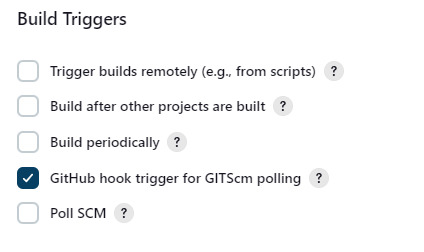 Build Triggers
Trigger builds remotely (e.g., from scripts) ?
Build after other projects are built ?
Build periodically ?
GitHub hook trigger for GITScm polling ?
Poll SCM ?